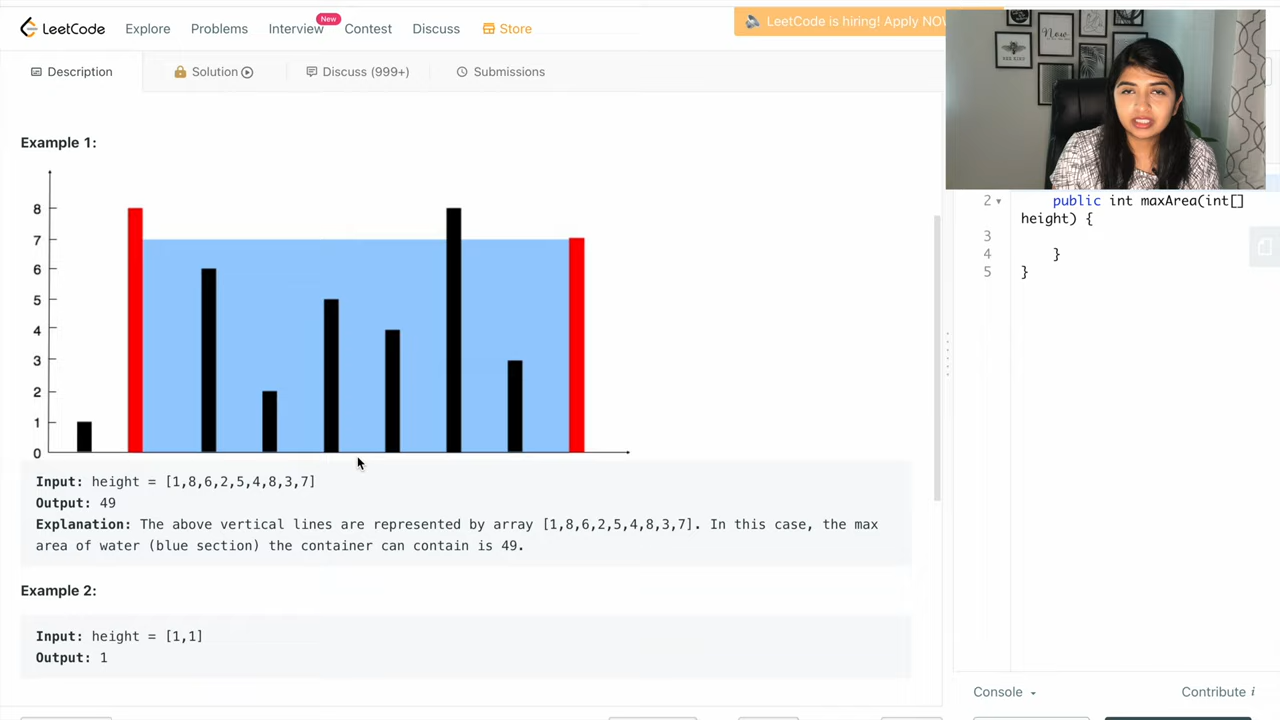 LeetCode
Explore
Problems
Interview
New
Contest
Discuss
Store
LeetCode is hiring! Apply NOW
Description
Solution
Discuss (999+)
Submissions
Example 1:
8
7
6
5
4
3
2
1
0
Input: height = [1,8,6,2,5,4,8,3,7]
Output: 49
Explanation: The above vertical lines are represented by array [1,8,6,2,5,4,8,3,7]. In this case, the max
area of water (blue section) the container can contain is 49.
Example 2:
Input: height = [1,1]
Output: 1
Now
2 public int maxArea(int[]
height) {
3
4 }
5 }
Console
Contribute i